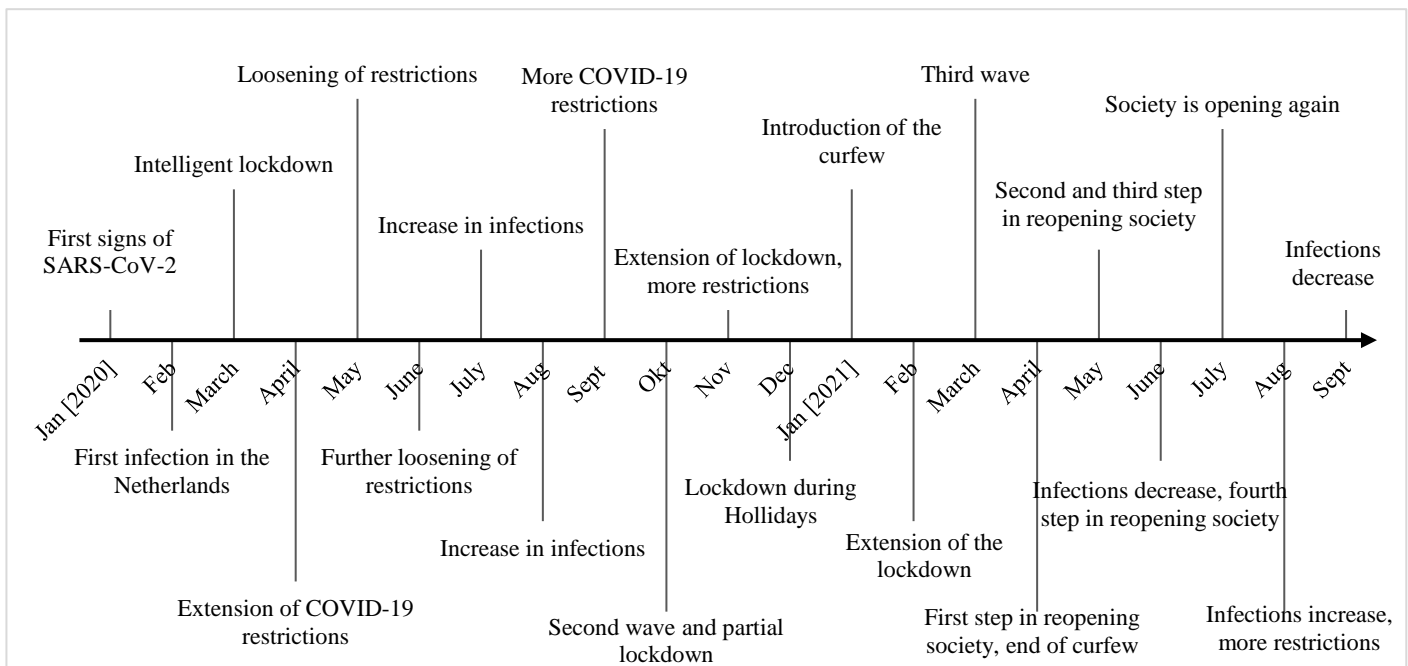 Loosening of restrictions
More COVID-19
restrictions
Third wave
Society is opening again
Introduction of the
curfew
Intelligent lockdown
Second and third step
in reopening society
Increase in infections
First signs of
SARS-CoV-2
Extension of lockdown,
more restrictions
Infections
decrease
Jan [2020]
Feb
March
April
May
June
July
Aug
Sept
Okt
Nov
Dec
Jan [2021]
Feb
March
April
May
June
July
Aug
Sept
First infection in the
Netherlands
Further loosening of
restrictions
Lockdown during
Hollidays
Infections decrease, fourth
step in reopening society
Increase in infections
Extension of the
lockdown
Extension of COVID-19
restrictions
Second wave and partial
lockdown
First step in reopening
society, end of curfew
Infections increase,
more restrictions